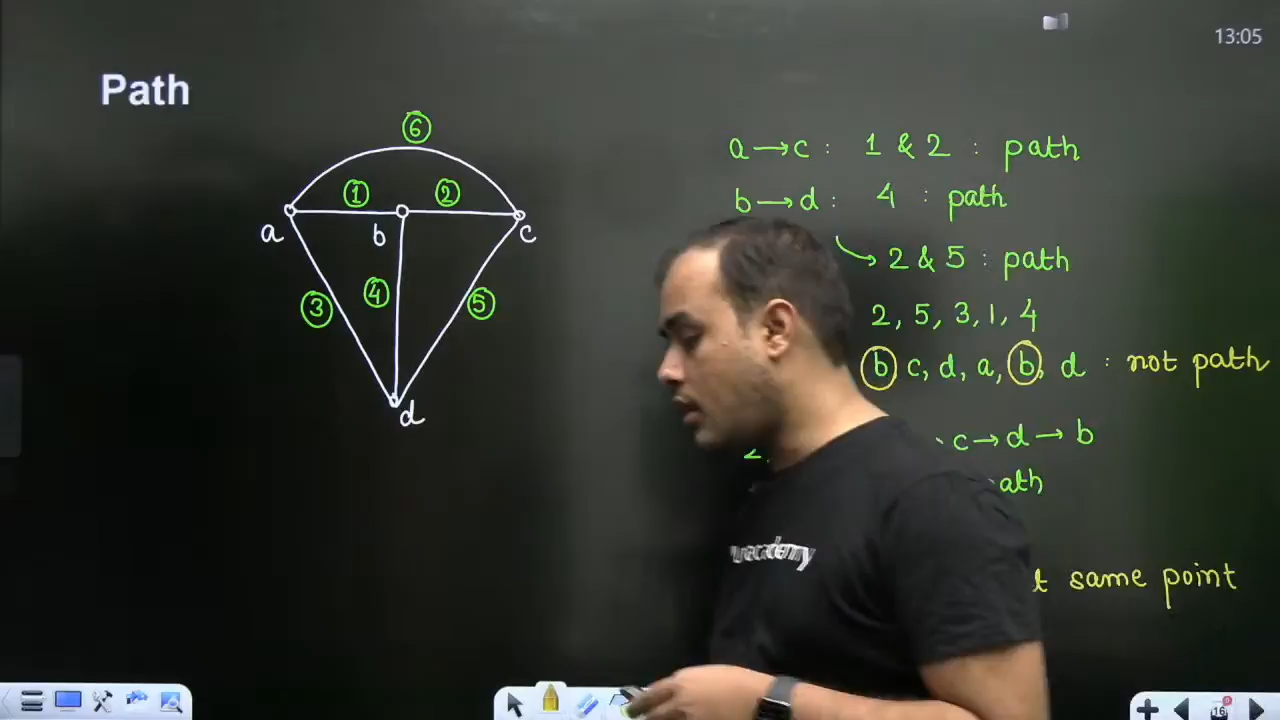 13:05
Path
6
1
2
a
b
c
3
4
5
d
a → c : 1 & 2 : path
b → d : 4 : path
2 & 5 : path
2, 5, 3, 1, 4
b c, d, a, b, d : not path
c → d → b
same point
unacademy